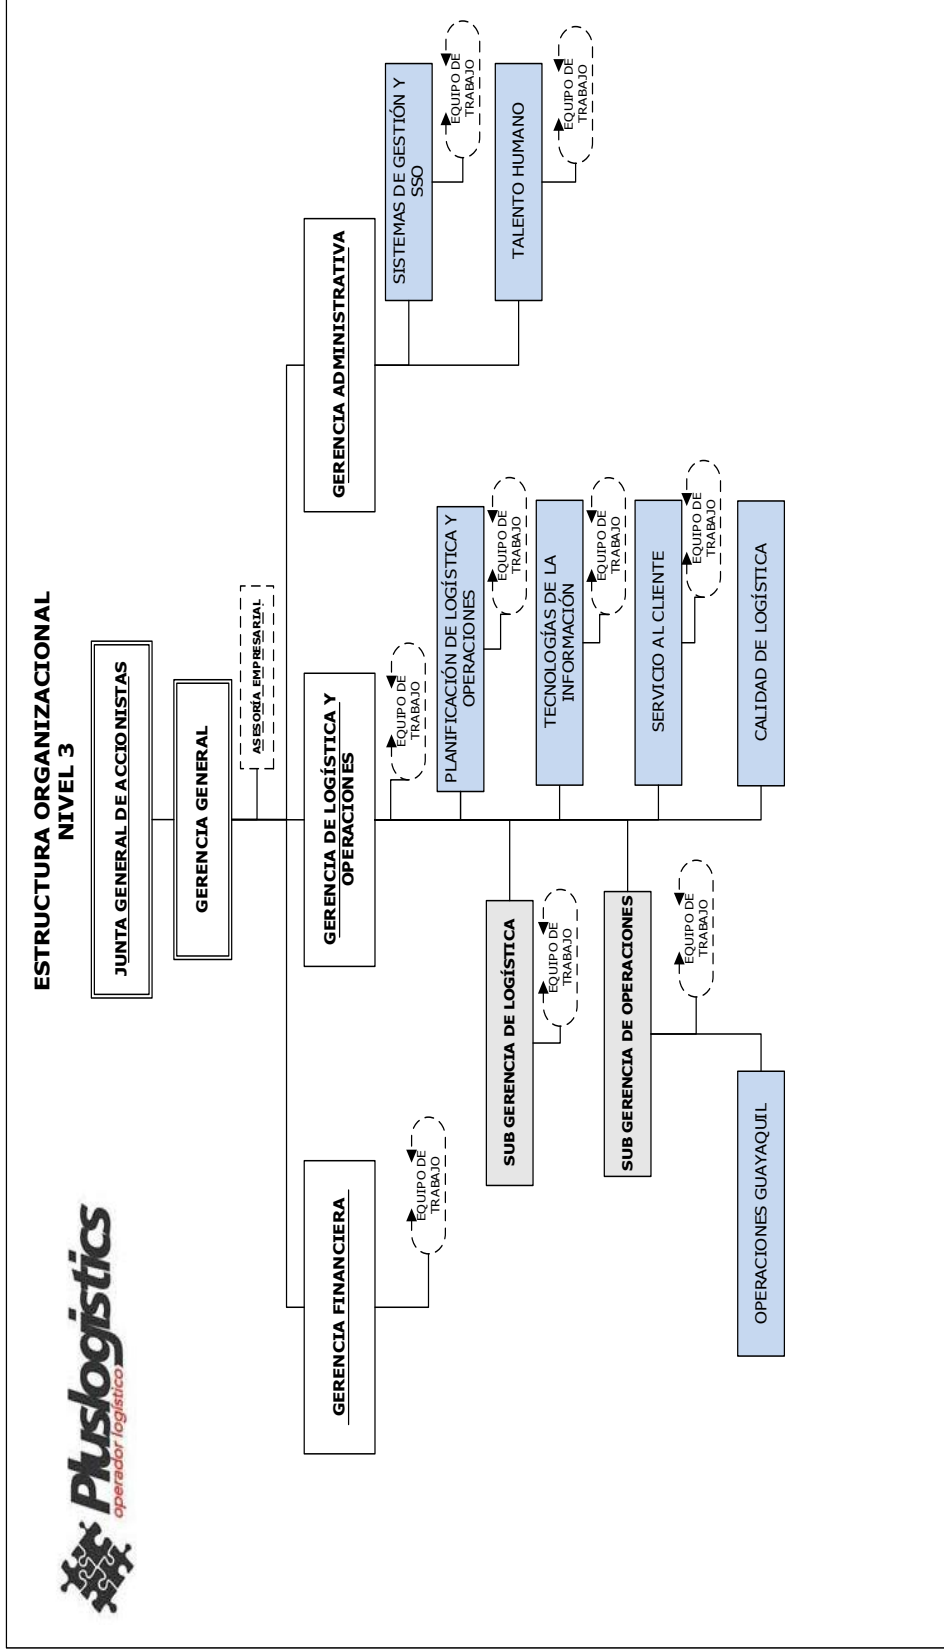 Pluslogistics
operador logístico
ESTRUCTURA ORGANIZACIONAL
NIVEL 3
JUNTA GENERAL DE ACCIONISTAS
GERENCIA GENERAL
ASESORÍA EMPRESARIAL
GERENCIA FINANCIERA
GERENCIA DE LOGÍSTICA Y
OPERACIONES
GERENCIA ADMINISTRATIVA
EQUIPO DE
TRABAJO
EQUIPO DE
TRABAJO
SISTEMAS DE GESTIÓN Y
SSO
EQUIPO DE
TRABAJO
PLANIFICACIÓN DE LOGÍSTICA Y
OPERACIONES
EQUIPO DE
TRABAJO
TALENTO HUMANO
EQUIPO DE
TRABAJO
SUB GERENCIA DE LOGÍSTICA
EQUIPO DE
TRABAJO
TECNOLOGÍAS DE LA
INFORMACIÓN
EQUIPO DE
TRABAJO
SUB GERENCIA DE OPERACIONES
EQUIPO DE
TRABAJO
SERVICIO AL CLIENTE
EQUIPO DE
TRABAJO
OPERACIONES GUAYAQUIL
CALIDAD DE LOGÍSTICA